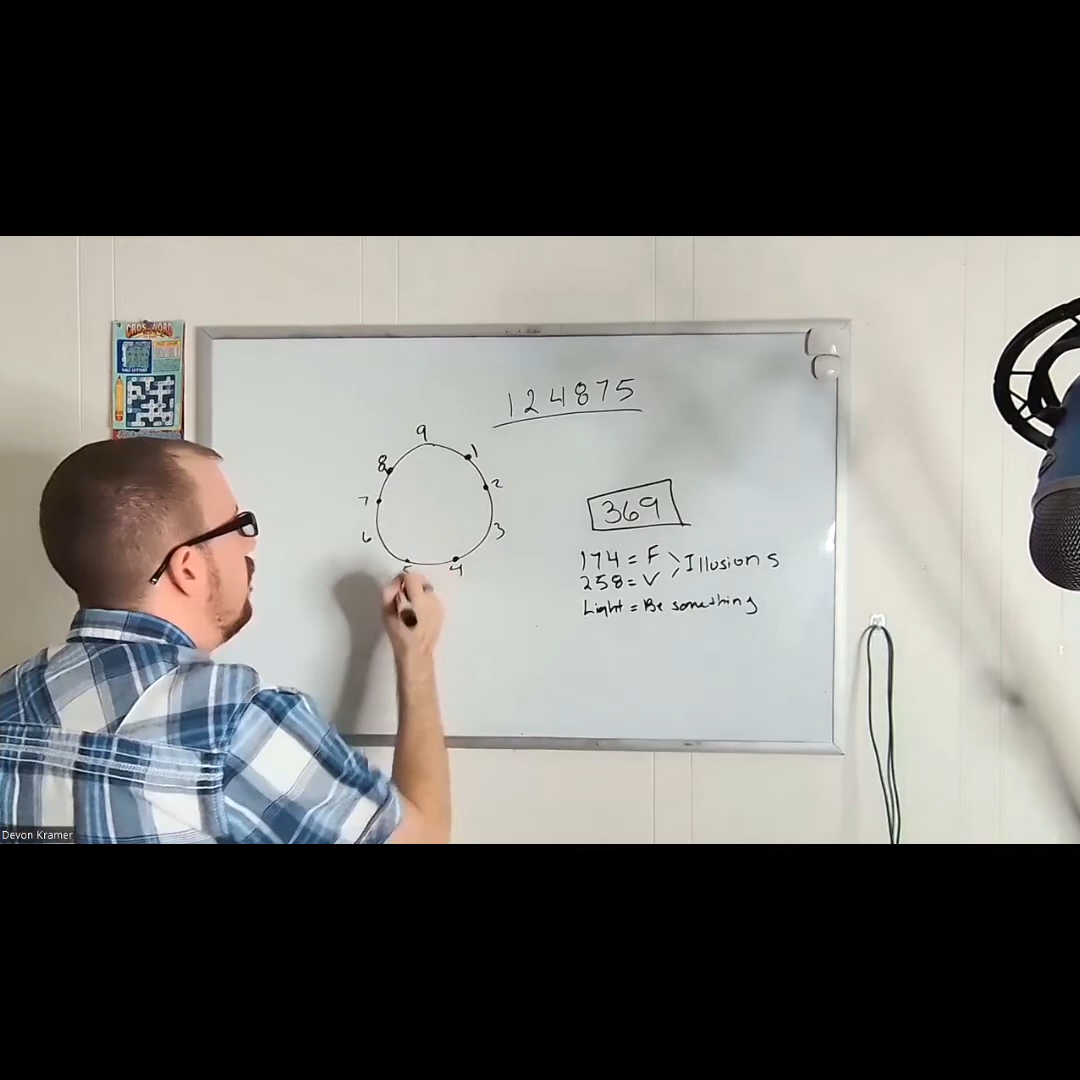 CROSSWORD
124875
9
8 1
7 2
6 3
5 4
369
174 = F > Illusions
258 = V
Light = Be something
Devon Kramer